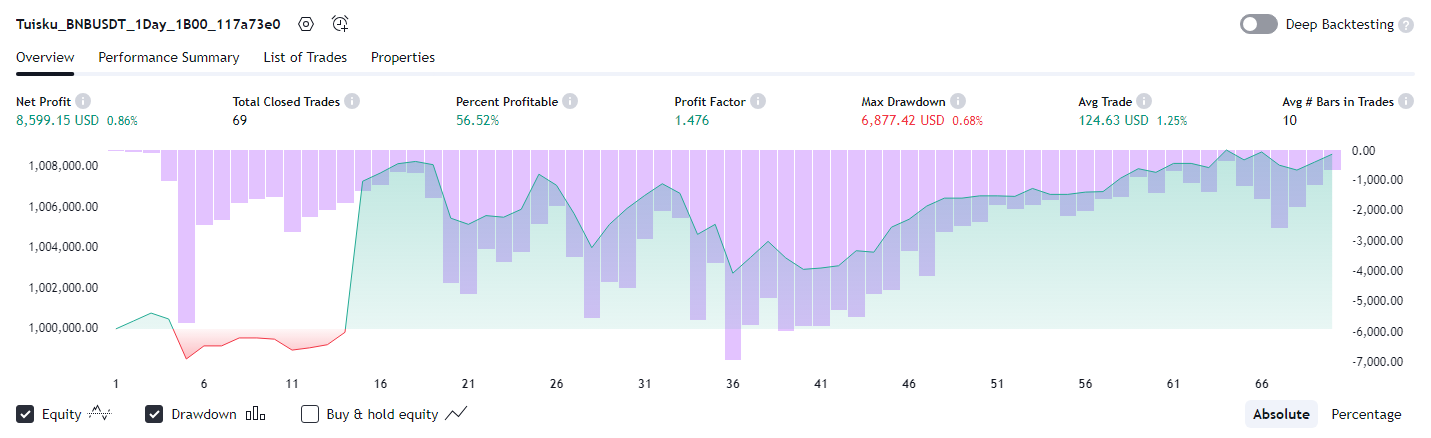 Tuisku_BNBUSDT_1Day_1B00_117a73e0
Deep Backtesting ?
Overview Performance Summary List of Trades Properties
Net Profit Total Closed Trades Percent Profitable Profit Factor Max Drawdown Avg Trade Avg # Bars in Trades
8,599.15 USD 0.86% 69 56.52% 1.476 6,877.42 USD 0.68% 124.63 USD 1.25% 10
1,008,000.00 0.00
1,006,000.00 -1,000.00
1,004,000.00 -2,000.00
1,002,000.00 -3,000.00
1,000,000.00 -4,000.00
-5,000.00
-6,000.00
-7,000.00
1 6 11 16 21 26 31 36 41 46 51 56 61 66
Equity Drawdown Buy & hold equity Absolute Percentage